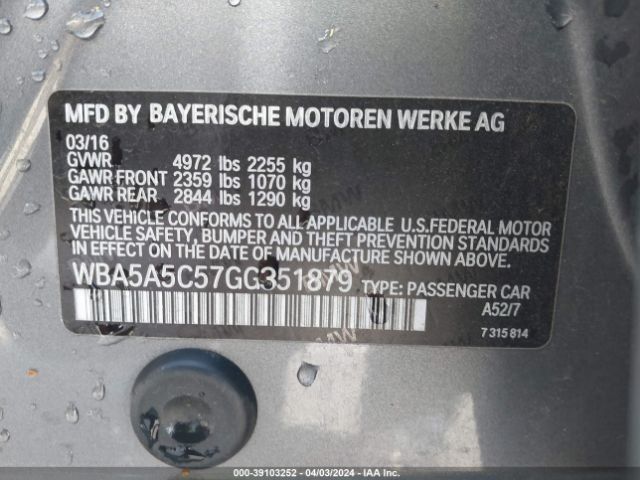 MFD BY BAYERISCHE MOTOREN WERKE AG
03/16
GVWR 4972 lbs 2255 kg
GAWR FRONT 2359 lbs 1070 kg
GAWR REAR 2844 lbs 1290 kg
THIS VEHICLE CONFORMS TO ALL APPLICABLE U.S.FEDERAL MOTOR
VEHICLE SAFETY, BUMPER AND THEFT PREVENTION STANDARDS
IN EFFECT ON THE DATE OF MANUFACTURE SHOWN ABOVE.
WBA5A5C57GG351879 TYPE: PASSENGER CAR
A52/7
7 315 814
000-39103252 - 04/03/2024 - IAA Inc.